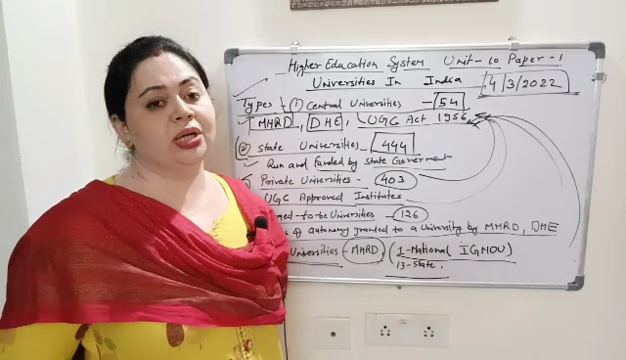 Higher Education System Unit-10 Paper-1
Universities In India 4/3/2022
Types (1) Central Universities - 54
MHRD, DHE, UGC Act 1956
(2) State Universities - 444
Run and funded by State Government
Private Universities - 403
UGC Approved Institutes
ed-to-be Universities - 126
of autonomy granted to a University by MHRD, DHE
Universities - MHRD (1-National IGNOU)
13-State,